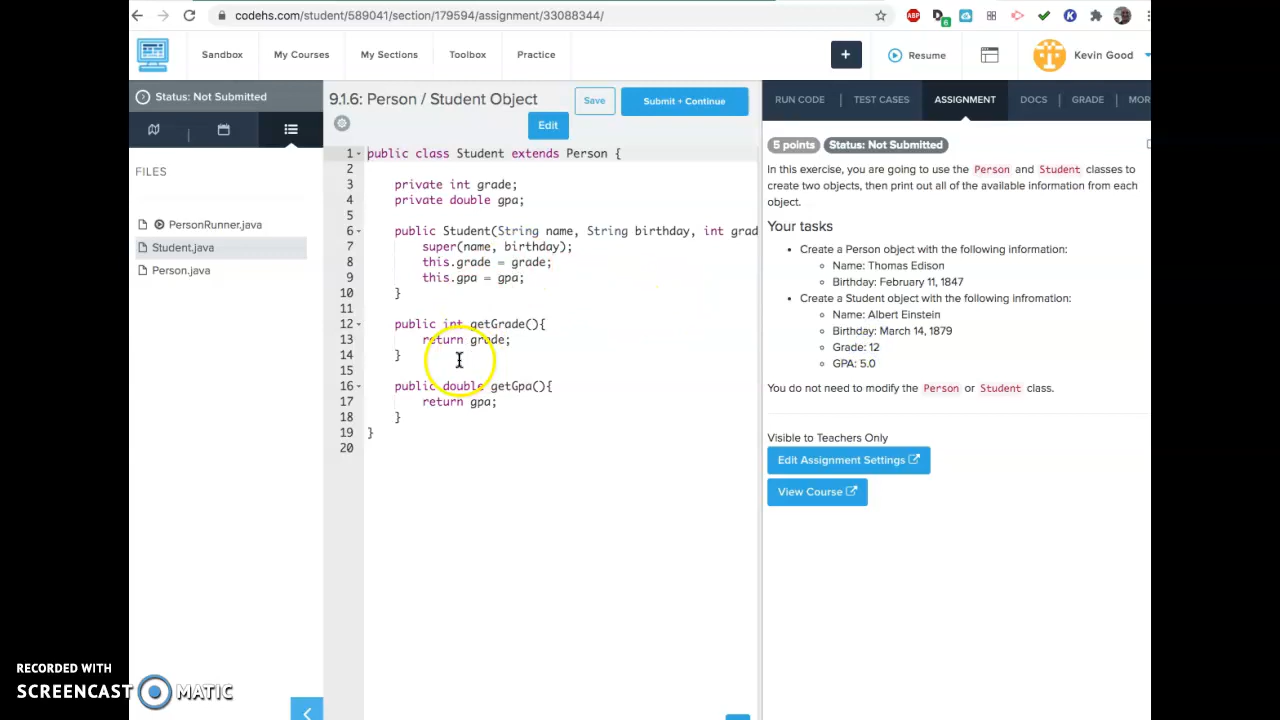 codehs.com/student/589041/section/179594/assignment/33088344/
ABP
6
K
Sandbox
My Courses
My Sections
Toolbox
Practice
+
Resume
Kevin Good
Status: Not Submitted
9.1.6: Person / Student Object
Save
Submit + Continue
Edit
RUN CODE
TEST CASES
ASSIGNMENT
DOCS
GRADE
MOR
FILES
PersonRunner.java
Student.java
Person.java
1 public class Student extends Person {
2
3 private int grade;
4 private double gpa;
5
6 public Student(String name, String birthday, int grad
7 super(name, birthday);
8 this.grade = grade;
9 this.gpa = gpa;
10 }
11
12 public int getGrade(){
13 return grade;
14 }
15
16 public double getGpa(){
17 return gpa;
18 }
19 }
20
5 points
Status: Not Submitted
In this exercise, you are going to use the Person and Student classes to
create two objects, then print out all of the available information from each
object.
Your tasks
• Create a Person object with the following information:
Name: Thomas Edison
Birthday: February 11, 1847
• Create a Student object with the following infromation:
Name: Albert Einstein
Birthday: March 14, 1879
Grade: 12
GPA: 5.0
You do not need to modify the Person or Student class.
Visible to Teachers Only
Edit Assignment Settings
View Course
RECORDED WITH
SCREENCAST MATIC